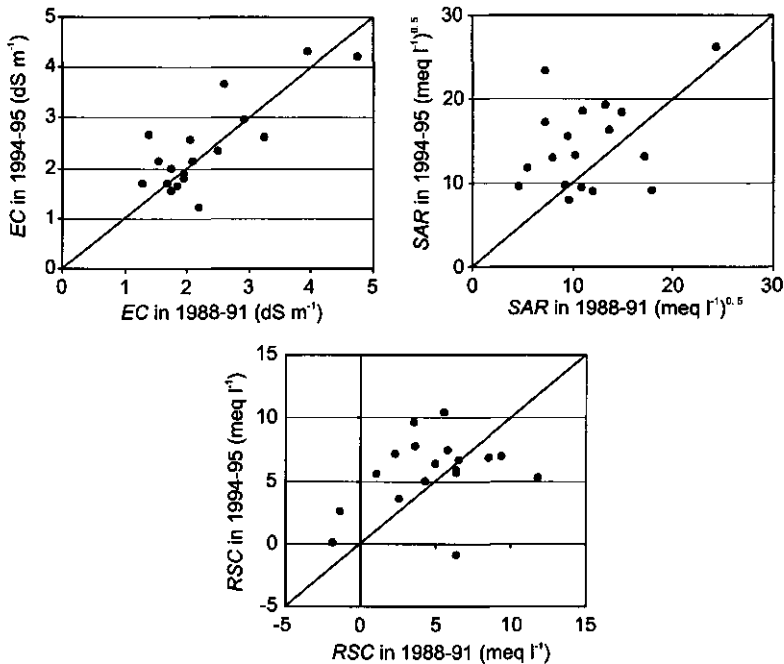 5
4
3
2
1
0
EC in 1994-95 (dS m⁻¹)
0 1 2 3 4 5
EC in 1988-91 (dS m⁻¹)
30
20
10
0
SAR in 1994-95 (meq l⁻¹)⁰·⁵
0 10 20 30
SAR in 1988-91 (meq l⁻¹)⁰·⁵
15
10
5
0
-5
RSC in 1994-95 (meq l⁻¹)
-5 0 5 10 15
RSC in 1988-91 (meq l⁻¹)